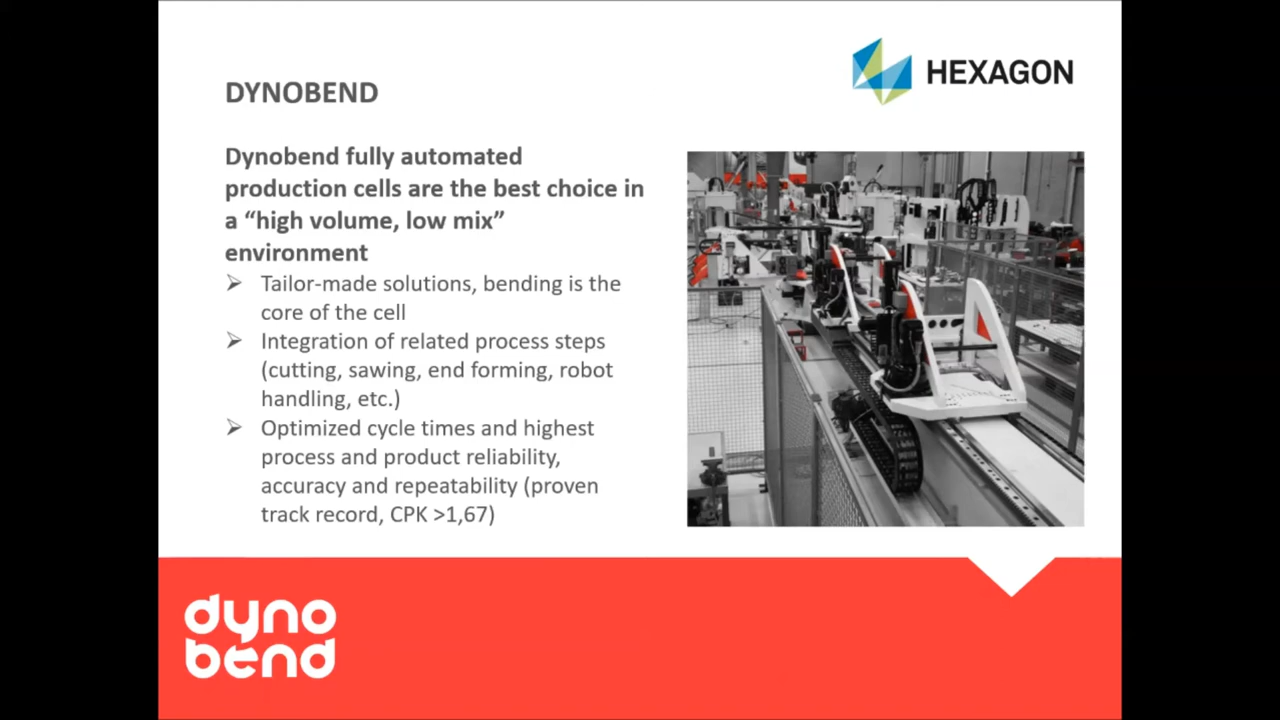 HEXAGON
DYNOBEND
Dynobend fully automated
production cells are the best choice in
a “high volume, low mix”
environment
➢ Tailor-made solutions, bending is the
core of the cell
➢ Integration of related process steps
(cutting, sawing, end forming, robot
handling, etc.)
➢ Optimized cycle times and highest
process and product reliability,
accuracy and repeatability (proven
track record, CPK >1,67)
dyno
bend